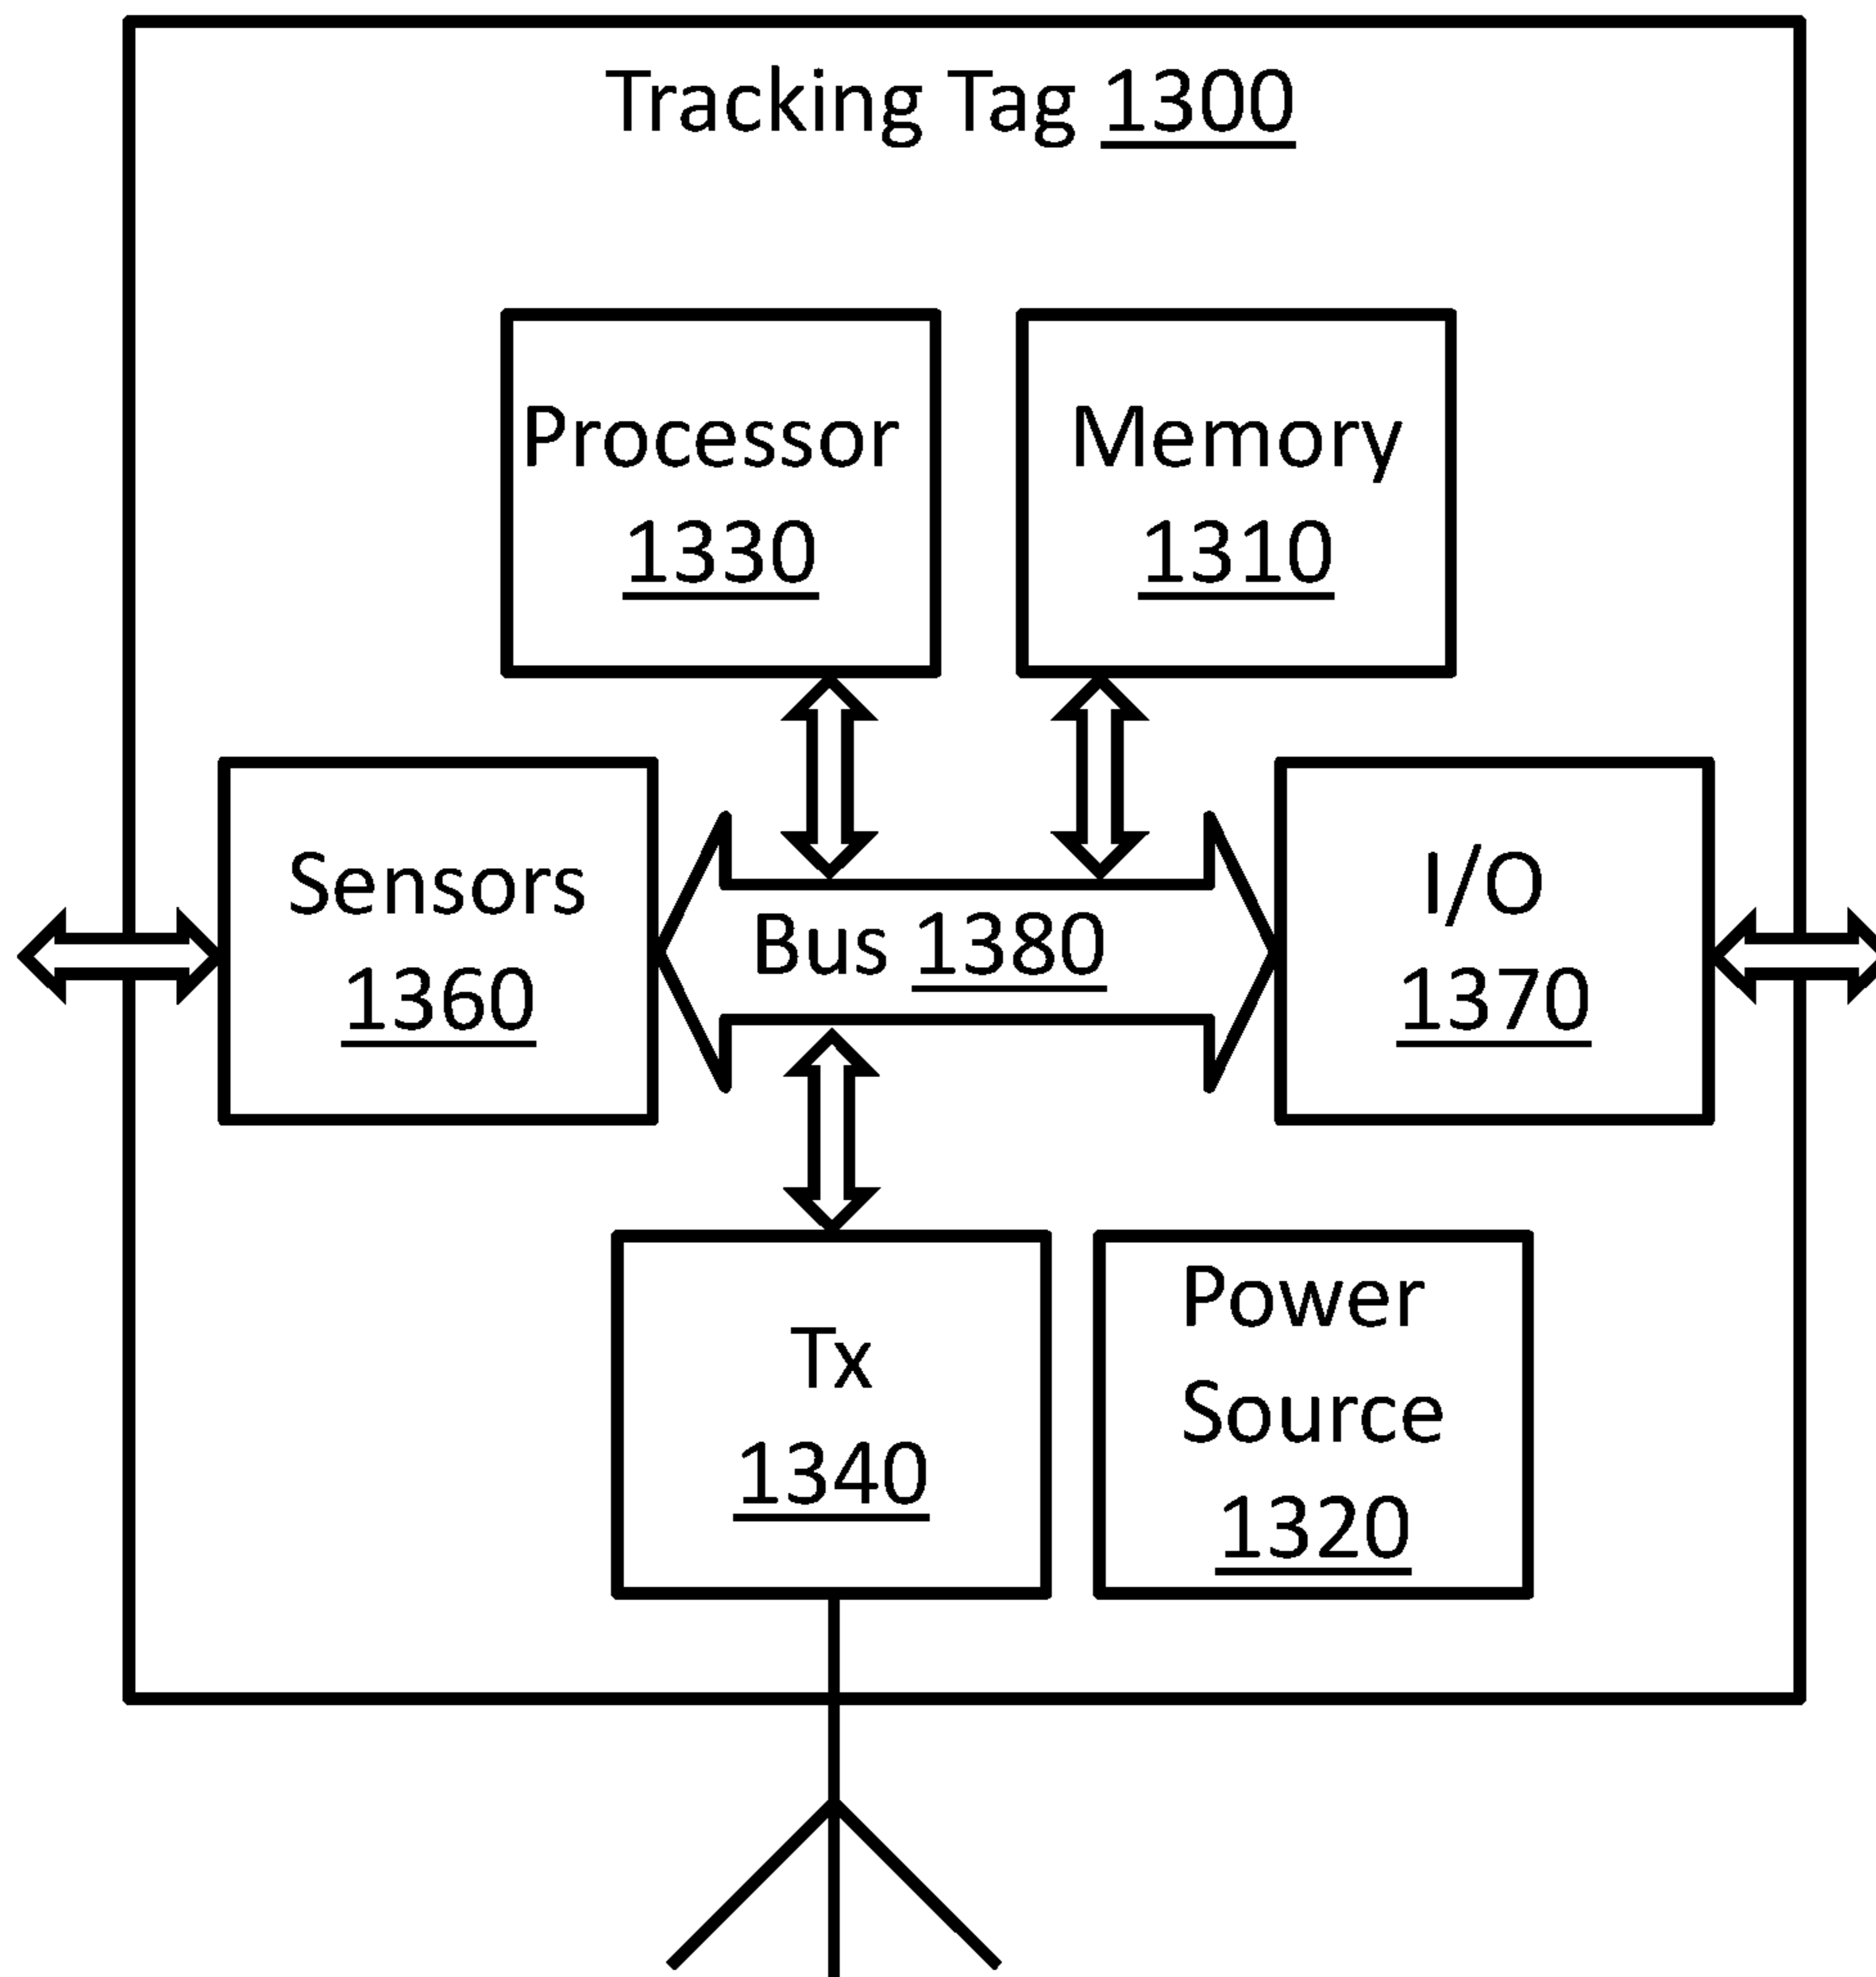 Tracking Tag 1300
Processor
1330
Memory
1310
Sensors
1360
Bus 1380
I/O
1370
Tx
1340
Power
Source
1320